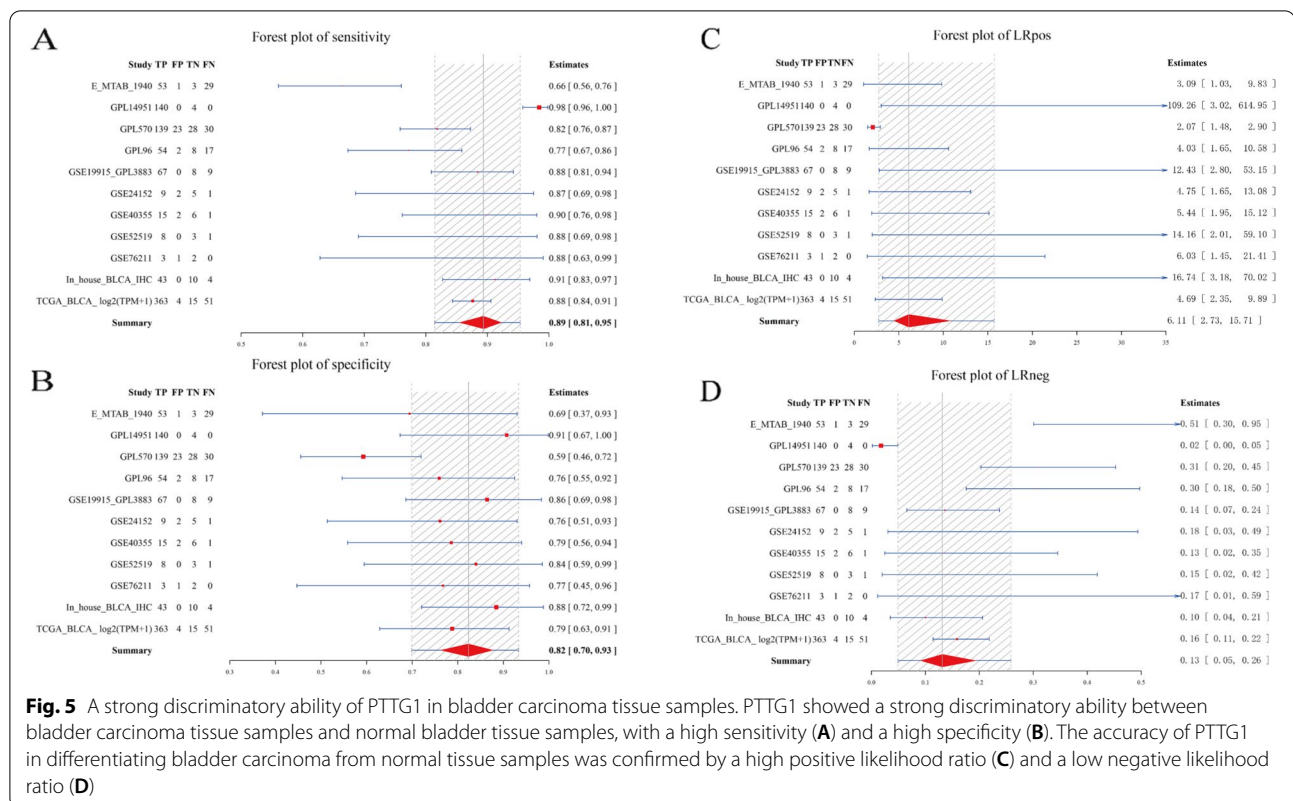 A
Forest plot of sensitivity
Study TP FP TN FN Estimates
E_MTAB_1940 53 1 3 29 0.66 [ 0.56, 0.76]
GPL14951 140 0 4 0 0.98 [ 0.96, 1.00]
GPL570 139 23 28 30 0.82 [ 0.76, 0.87]
GPL96 54 2 8 17 0.77 [ 0.67, 0.86]
GSE19915_GPL3883 67 0 8 9 0.88 [ 0.81, 0.94]
GSE24152 9 2 5 1 0.87 [ 0.69, 0.98]
GSE40355 15 2 6 1 0.90 [ 0.76, 0.98]
GSE52519 8 0 3 1 0.88 [ 0.69, 0.98]
GSE76211 3 1 2 0 0.88 [ 0.63, 0.99]
In_house_BLCA_IHC 43 0 10 4 0.91 [ 0.83, 0.97]
TCGA_BLCA_ log2(TPM+1) 363 4 15 51 0.88 [ 0.84, 0.91]
Summary 0.89 [ 0.81, 0.95 ]
0.5 0.6 0.7 0.8 0.9 1.0
B
Forest plot of specificity
Study TP FP TN FN Estimates
E_MTAB_1940 53 1 3 29 0.69 [ 0.37, 0.93 ]
GPL14951 140 0 4 0 0.91 [ 0.67, 1.00 ]
GPL570 139 23 28 30 0.59 [ 0.46, 0.72 ]
GPL96 54 2 8 17 0.76 [ 0.55, 0.92 ]
GSE19915_GPL3883 67 0 8 9 0.86 [ 0.69, 0.98 ]
GSE24152 9 2 5 1 0.76 [ 0.51, 0.93 ]
GSE40355 15 2 6 1 0.79 [ 0.56, 0.94 ]
GSE52519 8 0 3 1 0.84 [ 0.59, 0.99 ]
GSE76211 3 1 2 0 0.77 [ 0.45, 0.96 ]
In_house_BLCA_IHC 43 0 10 4 0.88 [ 0.72, 0.99 ]
TCGA_BLCA_ log2(TPM+1) 363 4 15 51 0.79 [ 0.63, 0.91 ]
Summary 0.82 [ 0.70, 0.93 ]
0.3 0.4 0.5 0.6 0.7 0.8 0.9 1.0
C
Forest plot of LRpos
Study TP FP TN FN Estimates
E_MTAB_1940 53 1 3 29 3.09 [ 1.03, 9.83 ]
GPL14951 140 0 4 0 109.26 [ 3.02, 614.95 ]
GPL570 139 23 28 30 2.07 [ 1.48, 2.90 ]
GPL96 54 2 8 17 4.03 [ 1.65, 10.58 ]
GSE19915_GPL3883 67 0 8 9 12.43 [ 2.80, 53.15 ]
GSE24152 9 2 5 1 4.75 [ 1.65, 13.08 ]
GSE40355 15 2 6 1 5.44 [ 1.95, 15.12 ]
GSE52519 8 0 3 1 14.16 [ 2.01, 59.10 ]
GSE76211 3 1 2 0 6.03 [ 1.45, 21.41 ]
In_house_BLCA_IHC 43 0 10 4 16.74 [ 3.18, 70.02 ]
TCGA_BLCA_ log2(TPM+1) 363 4 15 51 4.69 [ 2.35, 9.89 ]
Summary 6.11 [ 2.73, 15.71 ]
0 5 10 15 20 25 30 35
D
Forest plot of LRneg
Study TP FP TN FN Estimates
E_MTAB_1940 53 1 3 29 0.51 [ 0.30, 0.95 ]
GPL14951 140 0 4 0 0.02 [ 0.00, 0.05 ]
GPL570 139 23 28 30 0.31 [ 0.20, 0.45 ]
GPL96 54 2 8 17 0.30 [ 0.18, 0.50 ]
GSE19915_GPL3883 67 0 8 9 0.14 [ 0.07, 0.24 ]
GSE24152 9 2 5 1 0.18 [ 0.03, 0.49 ]
GSE40355 15 2 6 1 0.13 [ 0.02, 0.35 ]
GSE52519 8 0 3 1 0.15 [ 0.02, 0.42 ]
GSE76211 3 1 2 0 0.17 [ 0.01, 0.59 ]
In_house_BLCA_IHC 43 0 10 4 0.10 [ 0.04, 0.21 ]
TCGA_BLCA_ log2(TPM+1) 363 4 15 51 0.16 [ 0.11, 0.22 ]
Summary 0.13 [ 0.05, 0.26 ]
0.0 0.1 0.2 0.3 0.4 0.5
Fig. 5 A strong discriminatory ability of PTTG1 in bladder carcinoma tissue samples. PTTG1 showed a strong discriminatory ability between
bladder carcinoma tissue samples and normal bladder tissue samples, with a high sensitivity (A) and a high specificity (B). The accuracy of PTTG1
in differentiating bladder carcinoma from normal tissue samples was confirmed by a high positive likelihood ratio (C) and a low negative likelihood
ratio (D)